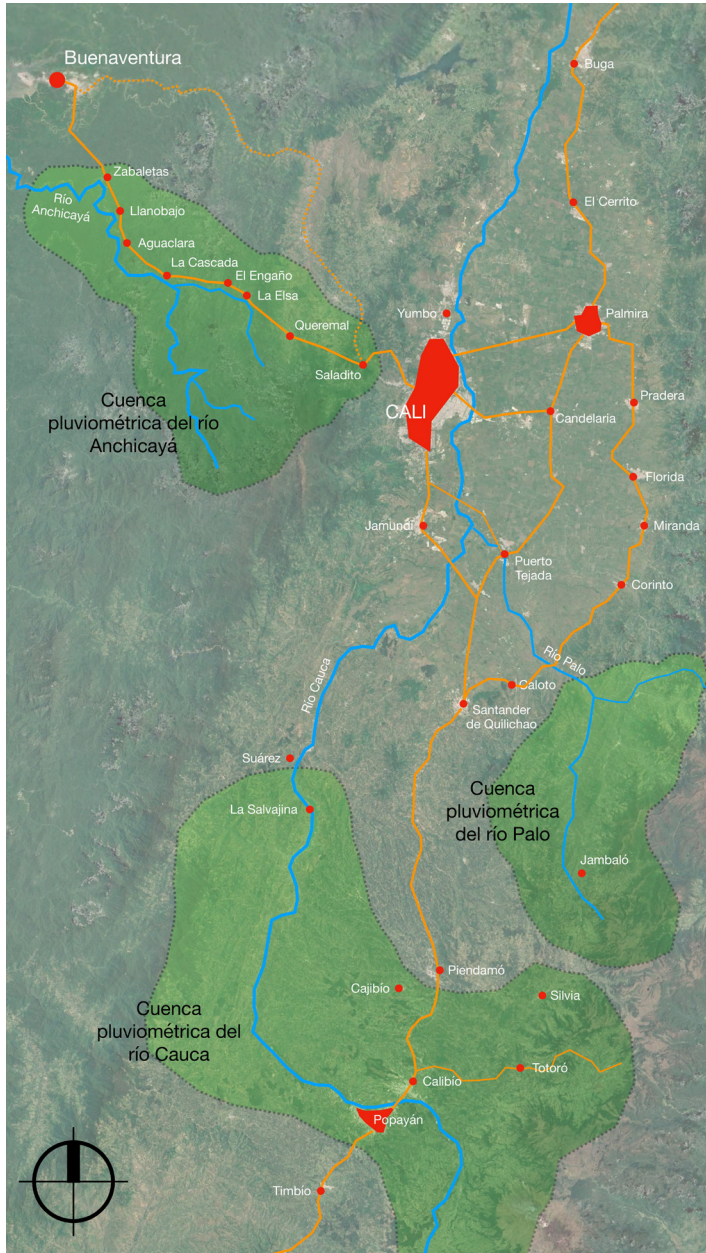 Buenaventura
Buga
Zabaletas
Río
Anchicayá
Llanobajo
El Cerrito
Aguaclara
La Cascada
El Engaño
La Elsa
Yumbo
Palmira
Queremal
Saladito
Cuenca
pluviométrica del río
Anchicayá
CALI
Pradera
Candelaria
Florida
Jamundí
Miranda
Puerto
Tejada
Corinto
Río Palo
Río Cauca
Caloto
Santander
de Quilichao
Suárez
La Salvajina
Cuenca
pluviométrica
del río Palo
Jambaló
Piendamó
Cajibío
Silvia
Cuenca
pluviométrica del
río Cauca
Totoró
Calibío
Popayán
Timbío